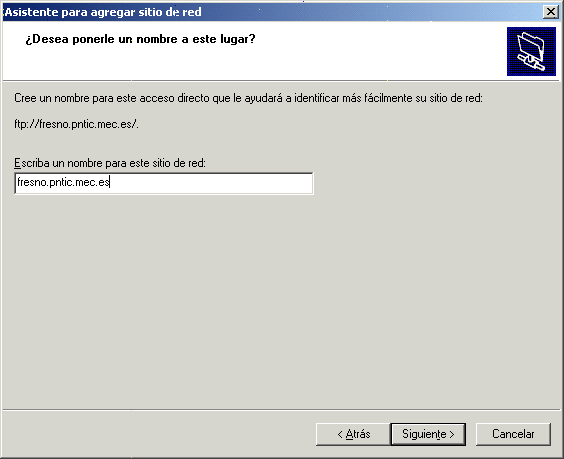 Asistente para agregar sitio de red
¿Desea ponerle un nombre a este lugar?
Cree un nombre para este acceso directo que le ayudará a identificar más fácilmente su sitio de red:
ftp://fresno.pntic.mec.es/.
Escriba un nombre para este sitio de red:
fresno.pntic.mec.es
< Atrás Siguiente > Cancelar